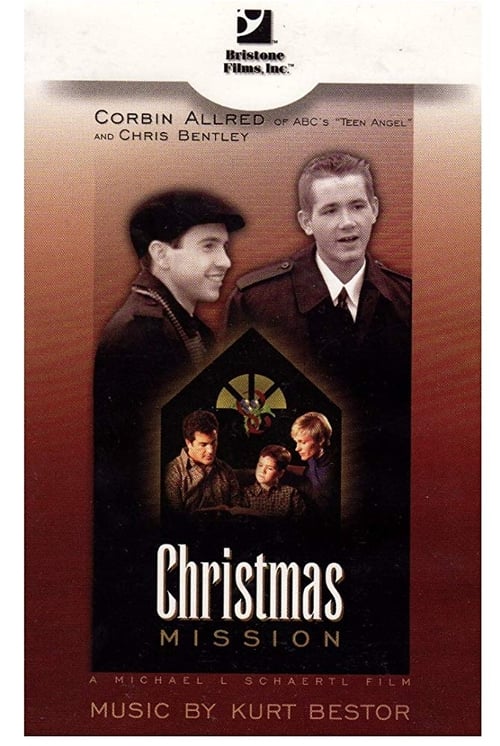 Bristone
Films, Inc.™
CORBIN ALLRED OF ABC'S "TEEN ANGEL"
AND CHRIS BENTLEY
Christmas
MISSION
A MICHAEL L SCHAERTL FILM
MUSIC BY KURT BESTOR